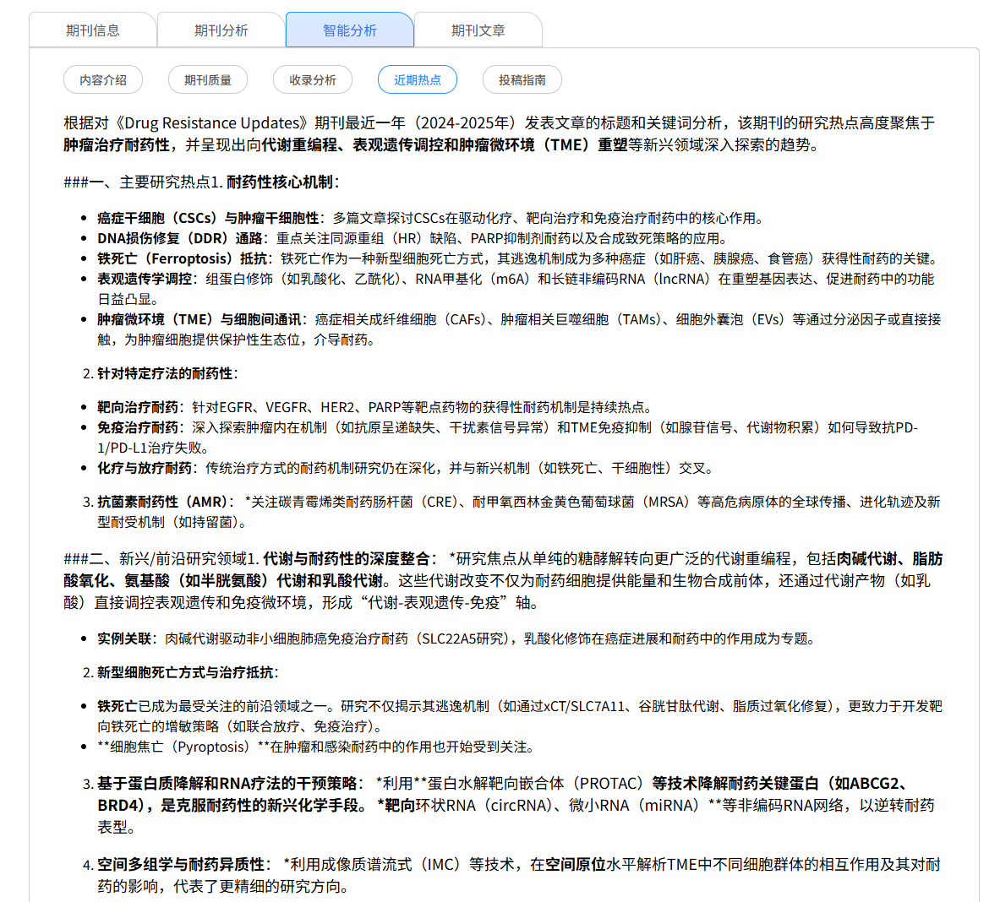 期刊信息
期刊分析
智能分析
期刊文章
内容介绍
期刊质量
收录分析
近期热点
投稿指南
根据对《Drug Resistance Updates》期刊最近一年（2024-2025年）发表文章的标题和关键词分析，该期刊的研究热点高度聚焦于
肿瘤治疗耐药性，并呈现出向代谢重编程、表观遗传调控和肿瘤微环境（TME）重塑等新兴领域深入探索的趋势。
###一、主要研究热点1. 耐药性核心机制：
• 癌症干细胞（CSCs）与肿瘤干细胞性：多篇文章探讨CSCs在驱动化疗、靶向治疗和免疫治疗耐药中的核心作用。
• DNA损伤修复（DDR）通路：重点关注同源重组（HR）缺陷、PARP抑制剂耐药以及合成致死策略的应用。
• 铁死亡（Ferroptosis）抵抗：铁死亡作为一种新型细胞死亡方式，其逃逸机制成为多种癌症（如肝癌、胰腺癌、食管癌）获得性耐药的关键。
• 表观遗传学调控：组蛋白修饰（如乳酸化、乙酰化）、RNA甲基化（m6A）和长链非编码RNA（lncRNA）在重塑基因表达、促进耐药中的功能
日益凸显。
• 肿瘤微环境（TME）与细胞间通讯：癌症相关成纤维细胞（CAFs）、肿瘤相关巨噬细胞（TAMs）、细胞外囊泡（EVs）等通过分泌因子或直接接
触，为肿瘤细胞提供保护性生态位，介导耐药。
2. 针对特定疗法的耐药性：
• 靶向治疗耐药：针对EGFR、VEGFR、HER2、PARP等靶点药物的获得性耐药机制是持续热点。
• 免疫治疗耐药：深入探索肿瘤内在机制（如抗原呈递缺失、干扰素信号异常）和TME免疫抑制（如腺苷信号、代谢物积累）如何导致抗PD-
1/PD-L1治疗失败。
• 化疗与放疗耐药：传统治疗方式的耐药机制研究仍在深化，并与新兴机制（如铁死亡、干细胞性）交叉。
3. 抗菌素耐药性（AMR）： *关注碳青霉烯类耐药肠杆菌（CRE）、耐甲氧西林金黄色葡萄球菌（MRSA）等高危病原体的全球传播、进化轨迹及新
型耐受机制（如持留菌）。
###二、新兴/前沿研究领域1. 代谢与耐药性的深度整合： *研究焦点从单纯的糖酵解转向更广泛的代谢重编程，包括肉碱代谢、脂肪
酸氧化、氨基酸（如半胱氨酸）代谢和乳酸代谢。这些代谢改变不仅为耐药细胞提供能量和生物合成前体，还通过代谢产物（如乳
酸）直接调控表观遗传和免疫微环境，形成“代谢-表观遗传-免疫”轴。
• 实例关联：肉碱代谢驱动非小细胞肺癌免疫治疗耐药（SLC22A5研究），乳酸化修饰在癌症进展和耐药中的作用成为专题。
2. 新型细胞死亡方式与治疗抵抗：
• 铁死亡已成为最受关注的前沿领域之一。研究不仅揭示其逃逸机制（如通过xCT/SLC7A11、谷胱甘肽代谢、脂质过氧化修复），更致力于开发靶
向铁死亡的增敏策略（如联合放疗、免疫治疗）。
• **细胞焦亡（Pyroptosis）**在肿瘤和感染耐药中的作用也开始受到关注。
3. 基于蛋白质降解和RNA疗法的干预策略： *利用**蛋白水解靶向嵌合体（PROTAC）等技术降解耐药关键蛋白（如ABCG2、
BRD4），是克服耐药性的新兴化学手段。 *靶向环状RNA（circRNA）、微小RNA（miRNA）**等非编码RNA网络，以逆转耐药
表型。
4. 空间多组学与耐药异质性： *利用成像质谱流式（IMC）等技术，在空间原位水平解析TME中不同细胞群体的相互作用及其对耐
药的影响，代表了更精细的研究方向。